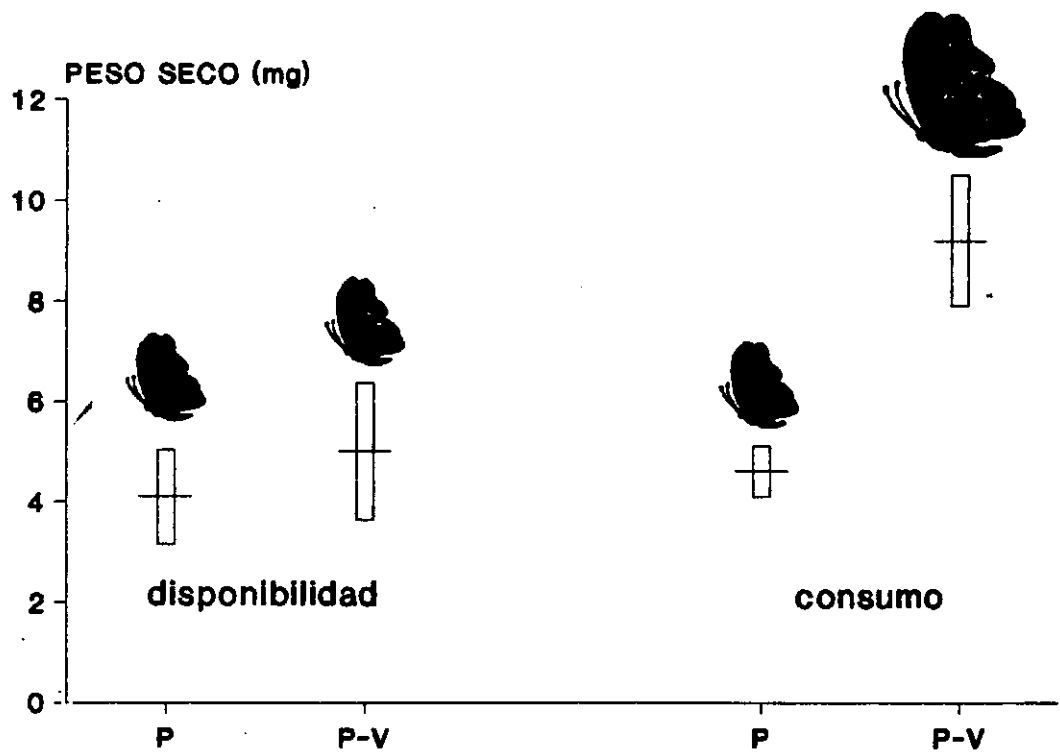 PESO SECO (mg)
12
10
8
6
4
2
0
disponibilidad
consumo
P
P-V
P
P-V